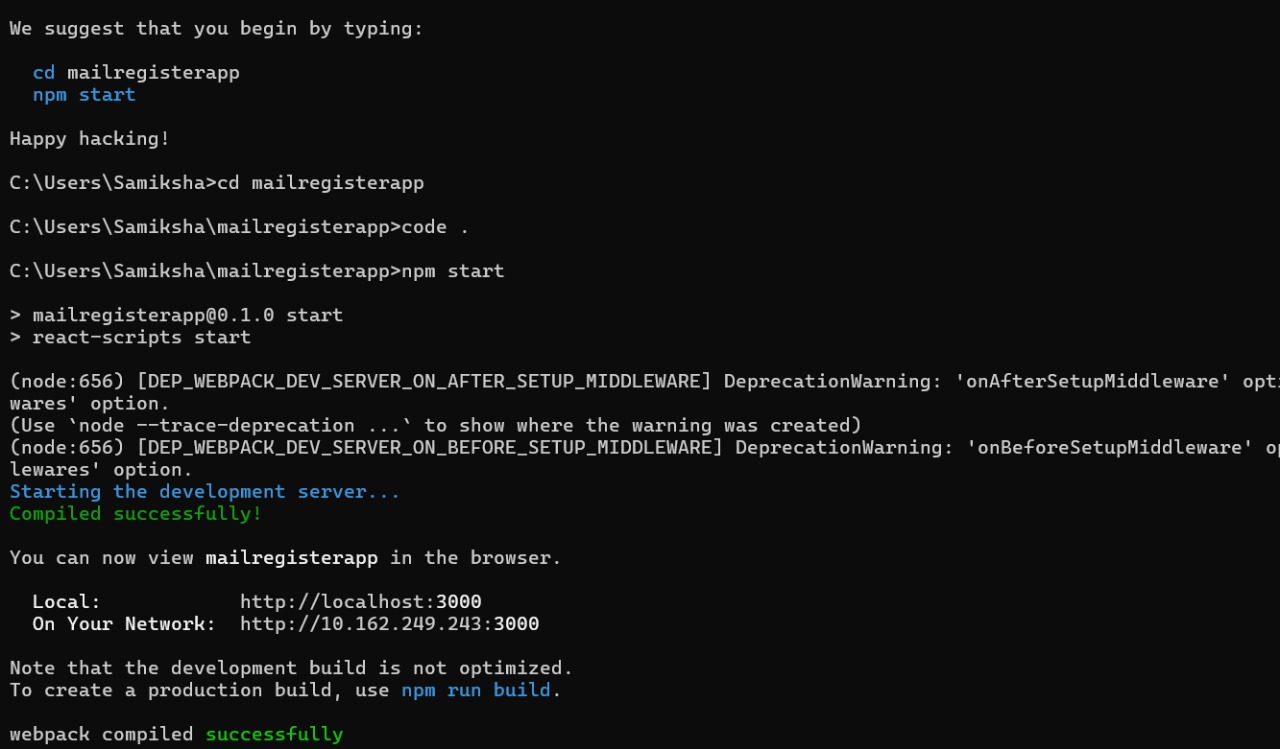 We suggest that you begin by typing:
cd mailregisterapp
npm start
Happy hacking!
C:\Users\Samiksha>cd mailregisterapp
C:\Users\Samiksha\mailregisterapp>code .
C:\Users\Samiksha\mailregisterapp>npm start
> mailregisterapp@0.1.0 start
> react-scripts start
(node:656) [DEP_WEBPACK_DEV_SERVER_ON_AFTER_SETUP_MIDDLEWARE] DeprecationWarning: 'onAfterSetupMiddleware' opti
wares' option.
(Use `node --trace-deprecation ...` to show where the warning was created)
(node:656) [DEP_WEBPACK_DEV_SERVER_ON_BEFORE_SETUP_MIDDLEWARE] DeprecationWarning: 'onBeforeSetupMiddleware' op
lewares' option.
Starting the development server...
Compiled successfully!
You can now view mailregisterapp in the browser.
Local: http://localhost:3000
On Your Network: http://10.162.249.243:3000
Note that the development build is not optimized.
To create a production build, use npm run build.
webpack compiled successfully